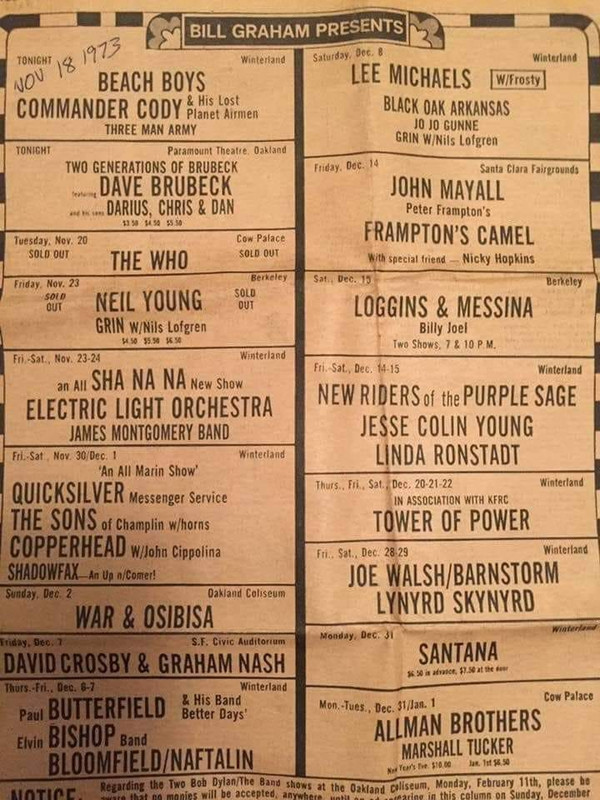 BILL GRAHAM PRESENTS
NOV 18 1973
TONIGHT Winterland
BEACH BOYS
COMMANDER CODY & His Lost Planet Airmen
THREE MAN ARMY
TONIGHT Paramount Theatre, Oakland
TWO GENERATIONS OF BRUBECK
featuring DAVE BRUBECK
and his sons DARIUS, CHRIS & DAN
$3.50 $4.50 $5.50
Tuesday, Nov. 20 Cow Palace
SOLD OUT THE WHO SOLD OUT
Friday, Nov. 23 Berkeley
SOLD OUT NEIL YOUNG SOLD OUT
GRIN W/Nils Lofgren
$4.50 $5.50 $6.50
Fri.-Sat., Nov. 23-24 Winterland
an All SHA NA NA New Show
ELECTRIC LIGHT ORCHESTRA
JAMES MONTGOMERY BAND
Fri.-Sat., Nov. 30/Dec. 1 Winterland
'An All Marin Show'
QUICKSILVER Messenger Service
THE SONS of Champlin w/horns
COPPERHEAD W/John Cippolina
SHADOWFAX—An Up n/Comer!
Sunday, Dec. 2 Oakland Coliseum
WAR & OSIBISA
Friday, Dec. 7 S.F. Civic Auditorium
DAVID CROSBY & GRAHAM NASH
Thurs.-Fri., Dec. 6-7 Winterland
Paul BUTTERFIELD & His Band Better Days'
Elvin BISHOP Band
BLOOMFIELD/NAFTALIN
Saturday, Dec. 8 Winterland
LEE MICHAELS W/Frosty
BLACK OAK ARKANSAS
JO JO GUNNE
GRIN W/Nils Lofgren
Friday, Dec. 14 Santa Clara Fairgrounds
JOHN MAYALL
Peter Frampton's
FRAMPTON'S CAMEL
With special friend — Nicky Hopkins
Sat., Dec. 15 Berkeley
LOGGINS & MESSINA
Billy Joel
Two Shows, 7 & 10 P.M.
Fri.-Sat., Dec. 14-15 Winterland
NEW RIDERS of the PURPLE SAGE
JESSE COLIN YOUNG
LINDA RONSTADT
Thurs., Fri., Sat., Dec. 20-21-22 Winterland
IN ASSOCIATION WITH KFRC
TOWER OF POWER
Fri., Sat., Dec. 28-29 Winterland
JOE WALSH/BARNSTORM
LYNYRD SKYNYRD
Monday, Dec. 31 Winterland
SANTANA
$6.50 in advance, $7.50 at the door
Mon.-Tues., Dec. 31/Jan. 1 Cow Palace
ALLMAN BROTHERS
MARSHALL TUCKER
New Year's Eve $10.00 Jan. 1st $6.50
NOTICE Regarding the Two Bob Dylan/The Band shows at the Oakland Coliseum, Monday, February 11th, please be
that no monies will be accepted, anywhere, until in this column on Sunday, December